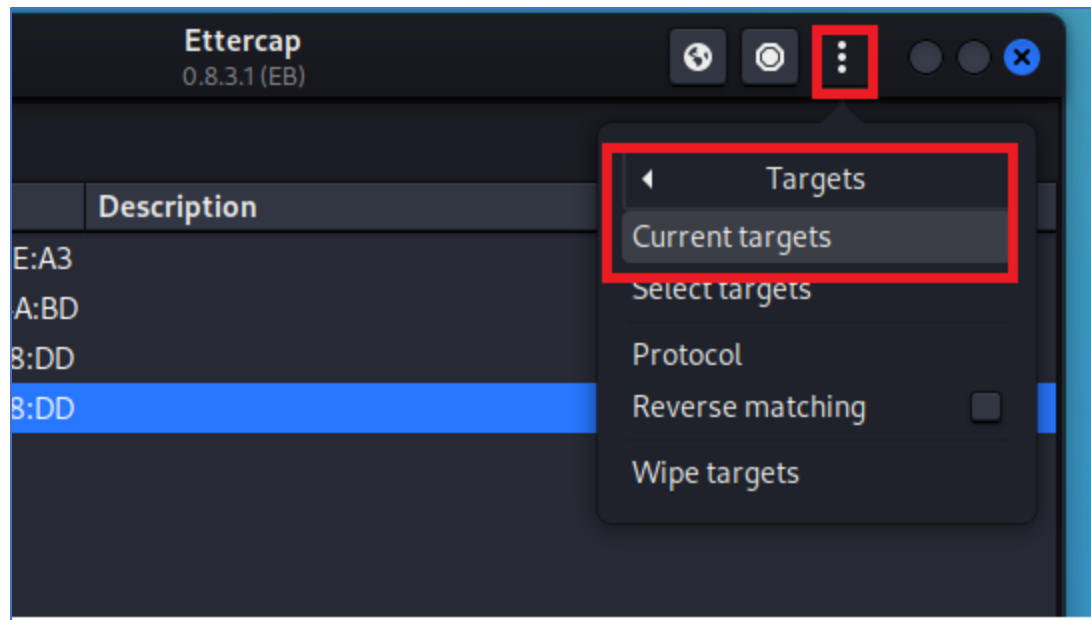 Ettercap
0.8.3.1 (EB)
Description
E:A3
A:BD
8:DD
8:DD
Targets
Current targets
Select targets
Protocol
Reverse matching
Wipe targets